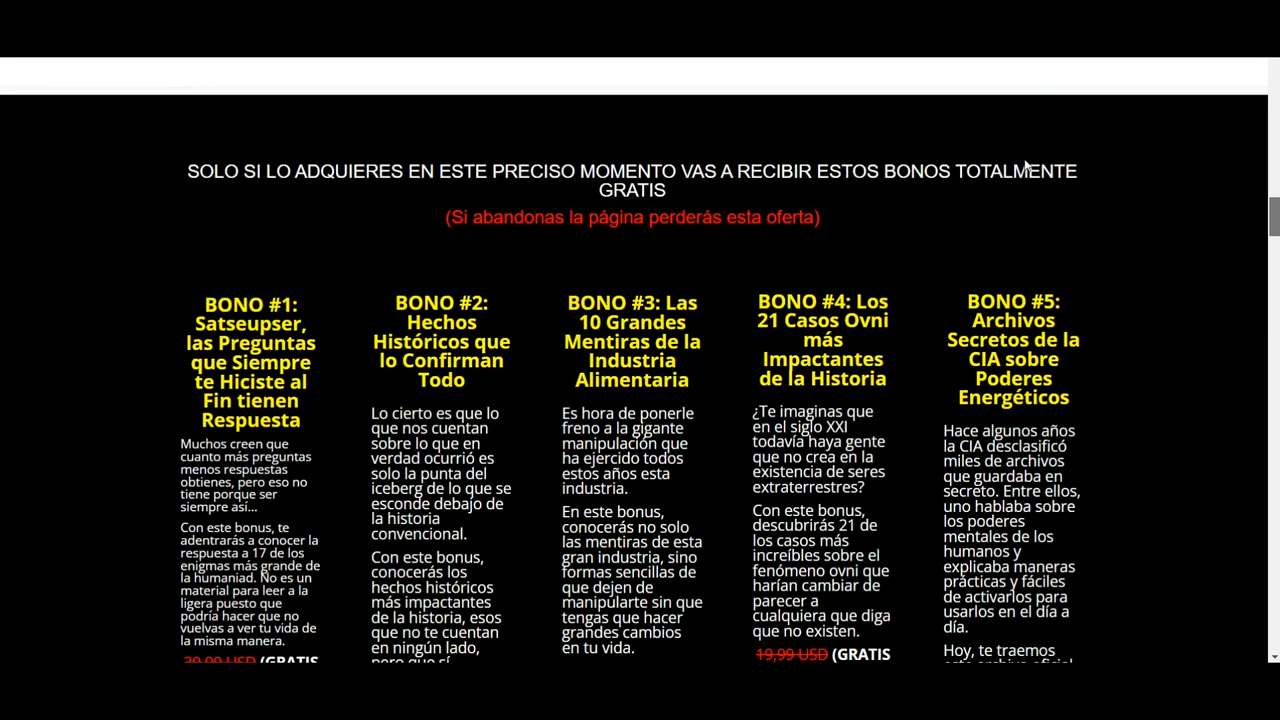 SOLO SI LO ADQUIERES EN ESTE PRECISO MOMENTO VAS A RECIBIR ESTOS BONOS TOTALMENTE
GRATIS
(Si abandonas la página perderás esta oferta)
BONO #1:
Satseupser,
las Preguntas
que Siempre
te Hiciste al
Fin tienen
Respuesta
Muchos creen que
cuanto más preguntas
menos respuestas
obtienes, pero eso no
tiene porque ser
siempre así...
Con este bonus, te
adentrarás a conocer la
respuesta a 17 de los
enigmas más grande de
la humaniad. No es un
material para leer a la
ligera puesto que
podría hacer que no
vuelvas a ver tu vida de
la misma manera.
39,99 USD (GRATIS
BONO #2:
Hechos
Históricos que
lo Confirman
Todo
Lo cierto es que lo
que nos cuentan
sobre lo que en
verdad ocurrió es
solo la punta del
iceberg de lo que se
esconde debajo de
la historia
convencional.
Con este bonus,
conocerás los
hechos históricos
más impactantes
de la historia, esos
que no te cuentan
en ningún lado,
pero que sí
BONO #3: Las
10 Grandes
Mentiras de la
Industria
Alimentaria
Es hora de ponerle
freno a la gigante
manipulación que
ha ejercido todos
estos años esta
industria.
En este bonus,
conocerás no solo
las mentiras de esta
gran industria, sino
formas sencillas de
que dejen de
manipularte sin que
tengas que hacer
grandes cambios
en tu vida.
BONO #4: Los
21 Casos Ovni
más
Impactantes
de la Historia
¿Te imaginas que
en el siglo XXI
todavía haya gente
que no crea en la
existencia de seres
extraterrestres?
Con este bonus,
descubrirás 21 de
los casos más
increíbles sobre el
fenómeno ovni que
harían cambiar de
parecer a
cualquiera que diga
que no existen.
19,99 USD (GRATIS
BONO #5:
Archivos
Secretos de la
CIA sobre
Poderes
Energéticos
Hace algunos años
la CIA desclasificó
miles de archivos
que guardaba en
secreto. Entre ellos,
uno hablaba sobre
los poderes
mentales de los
humanos y
explicaba maneras
prácticas y fáciles
de activarlos para
usarlos en el día a
día.
Hoy, te traemos
este archivo oficial